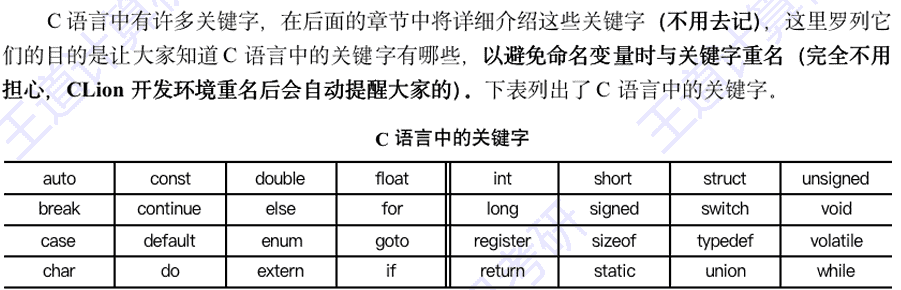 C 语言中有许多关键字，在后面的章节中将详细介绍这些关键字（不用去记），这里罗列它
们的目的是让大家知道 C 语言中的关键字有哪些，以避免命名变量时与关键字重名（完全不用
担心，CLion 开发环境重名后会自动提醒大家的）。下表列出了 C 语言中的关键字。
C 语言中的关键字
auto const double float int short struct unsigned
break continue else for long signed switch void
case default enum goto register sizeof typedef volatile
char do extern if return static union while